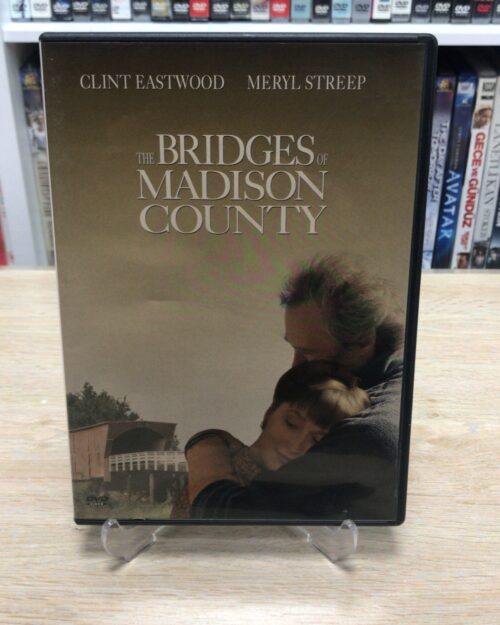 CLINT EASTWOOD MERYL STREEP
THE BRIDGES OF
MADISON
COUNTY
DVD
AVATAR
GECE VE GÜNDÜZ